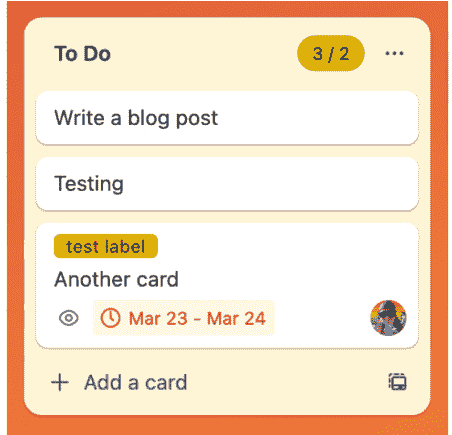 To Do
3 / 2
Write a blog post
Testing
test label
Another card
Mar 23 - Mar 24
Add a card